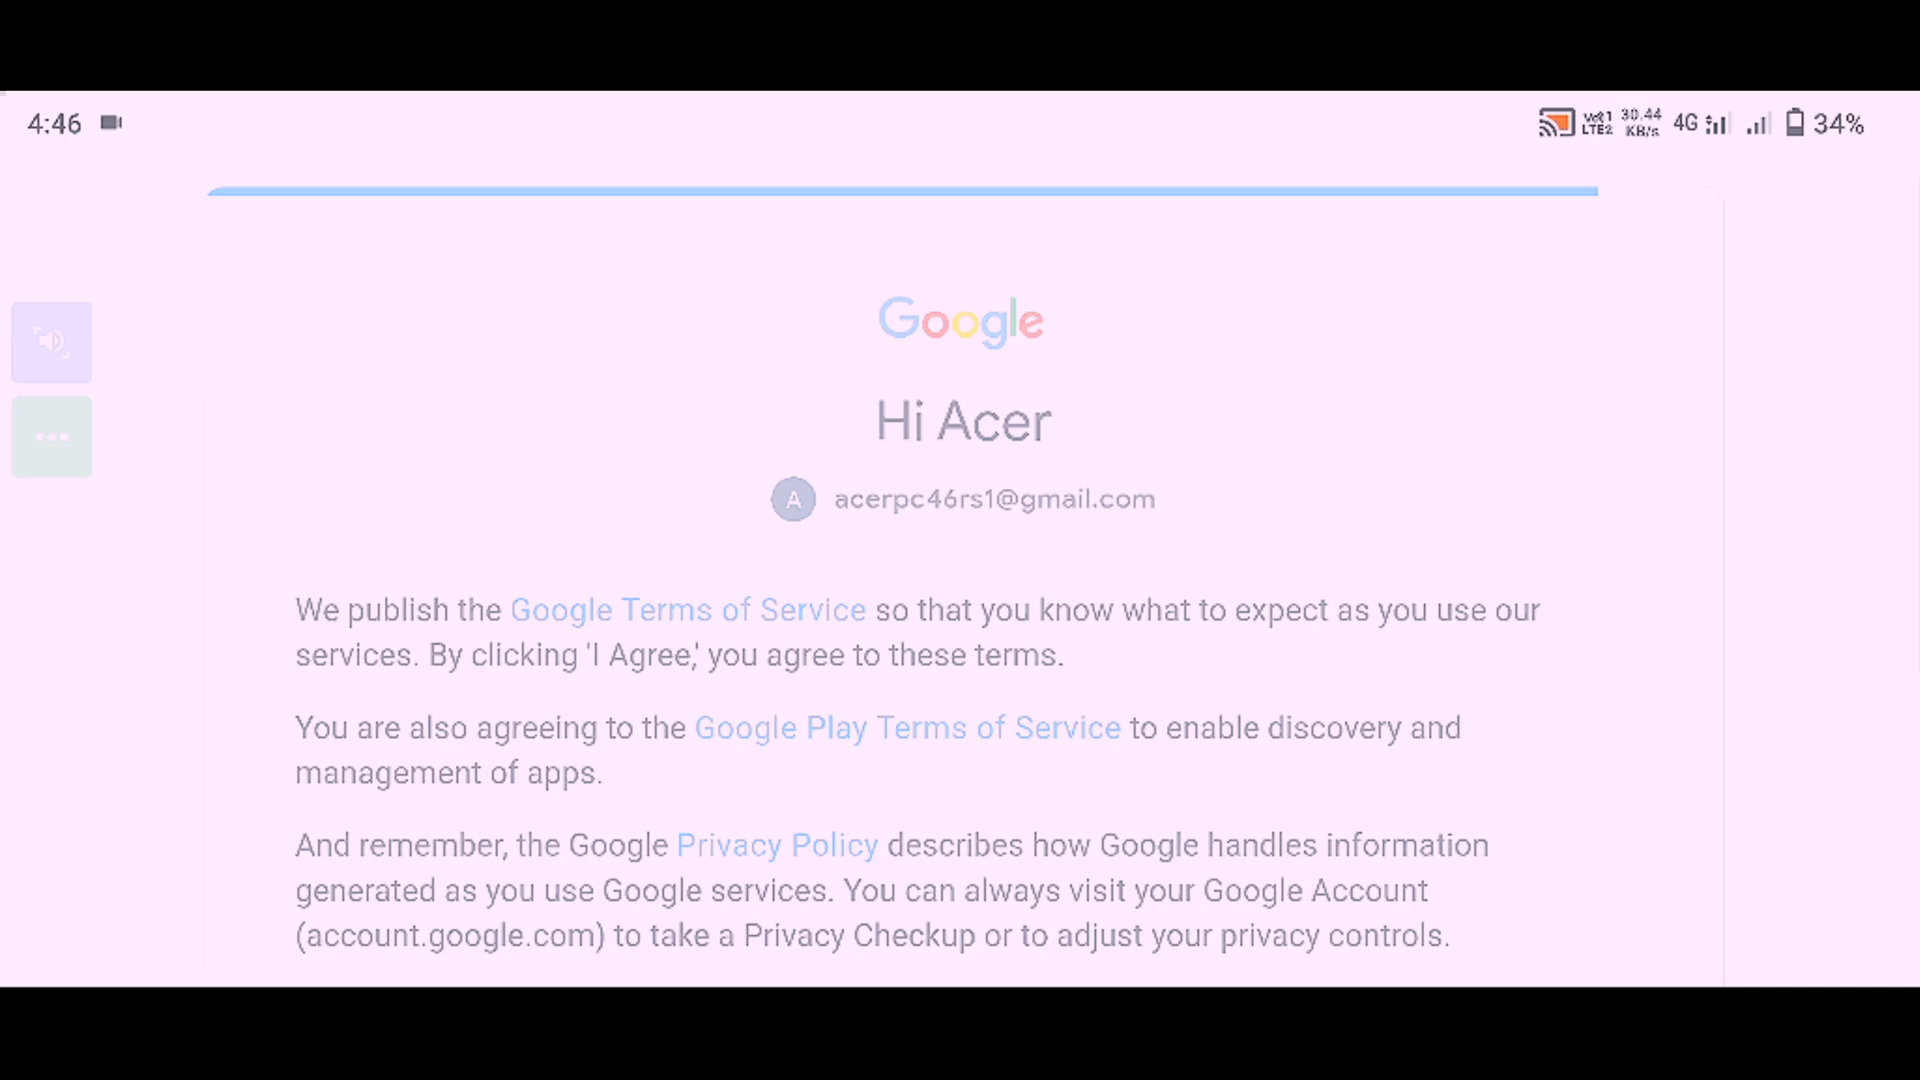 4:46
Vo1 LTE2 30.44 KB/s 4G 34%
Google
Hi Acer
A acerpc46rs1@gmail.com
We publish the Google Terms of Service so that you know what to expect as you use our
services. By clicking 'I Agree,' you agree to these terms.
You are also agreeing to the Google Play Terms of Service to enable discovery and
management of apps.
And remember, the Google Privacy Policy describes how Google handles information
generated as you use Google services. You can always visit your Google Account
(account.google.com) to take a Privacy Checkup or to adjust your privacy controls.